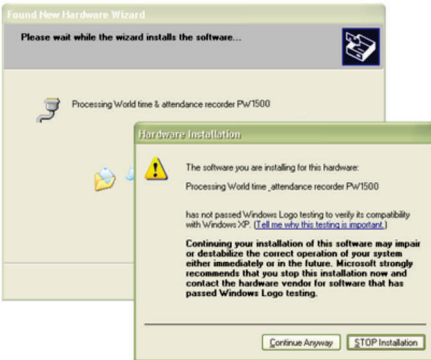 Found New Hardware Wizard
Please wait while the wizard installs the software...
Processing World time & attendance recorder PW1500
Hardware Installation
The software you are installing for this hardware:
Processing World time _attendance recorder PW1500
has not passed Windows Logo testing to verify its compatibility
with Windows XP. (Tell me why this testing is important.)
Continuing your installation of this software may impair
or destabilize the correct operation of your system
either immediately or in the future. Microsoft strongly
recommends that you stop this installation now and
contact the hardware vendor for software that has
passed Windows Logo testing.
Continue Anyway
STOP Installation